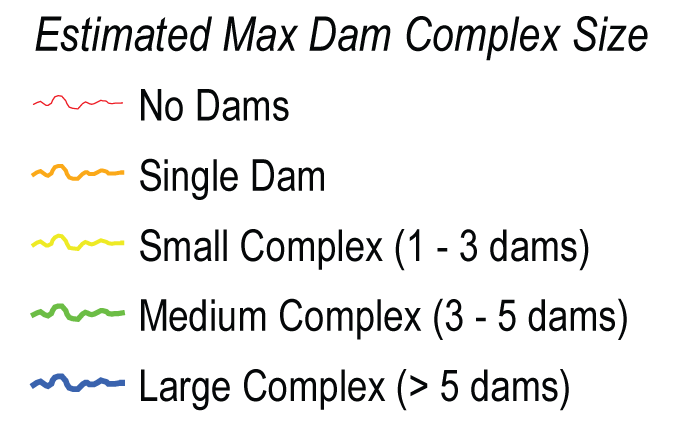 Estimated Max Dam Complex Size
No Dams
Single Dam
Small Complex (1 - 3 dams)
Medium Complex (3 - 5 dams)
Large Complex (> 5 dams)